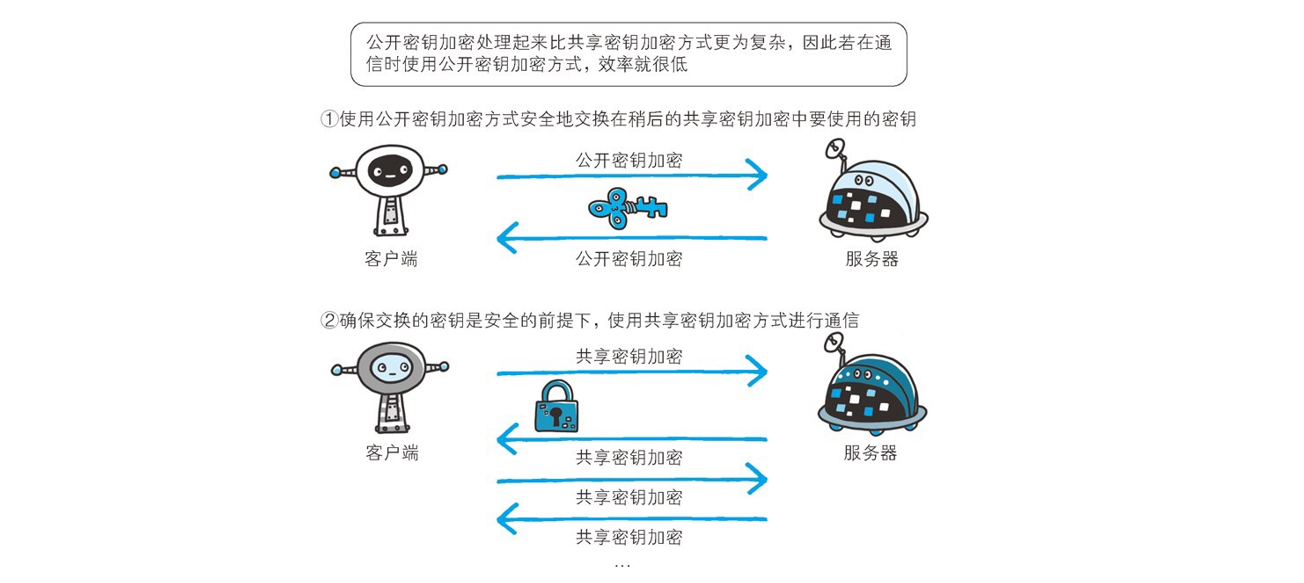 公开密钥加密处理起来比共享密钥加密方式更为复杂，因此若在通
信时使用公开密钥加密方式，效率就很低
①使用公开密钥加密方式安全地交换在稍后的共享密钥加密中要使用的密钥
公开密钥加密
公开密钥加密
客户端
服务器
②确保交换的密钥是安全的前提下，使用共享密钥加密方式进行通信
共享密钥加密
客户端
服务器
共享密钥加密
共享密钥加密
共享密钥加密
…